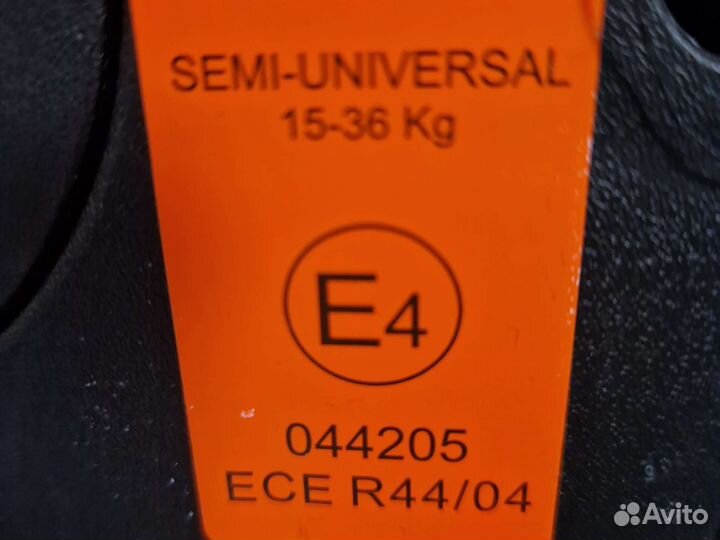 SEMI-UNIVERSAL
15-36 Kg
E4
044205
ECE R44/04
Avito